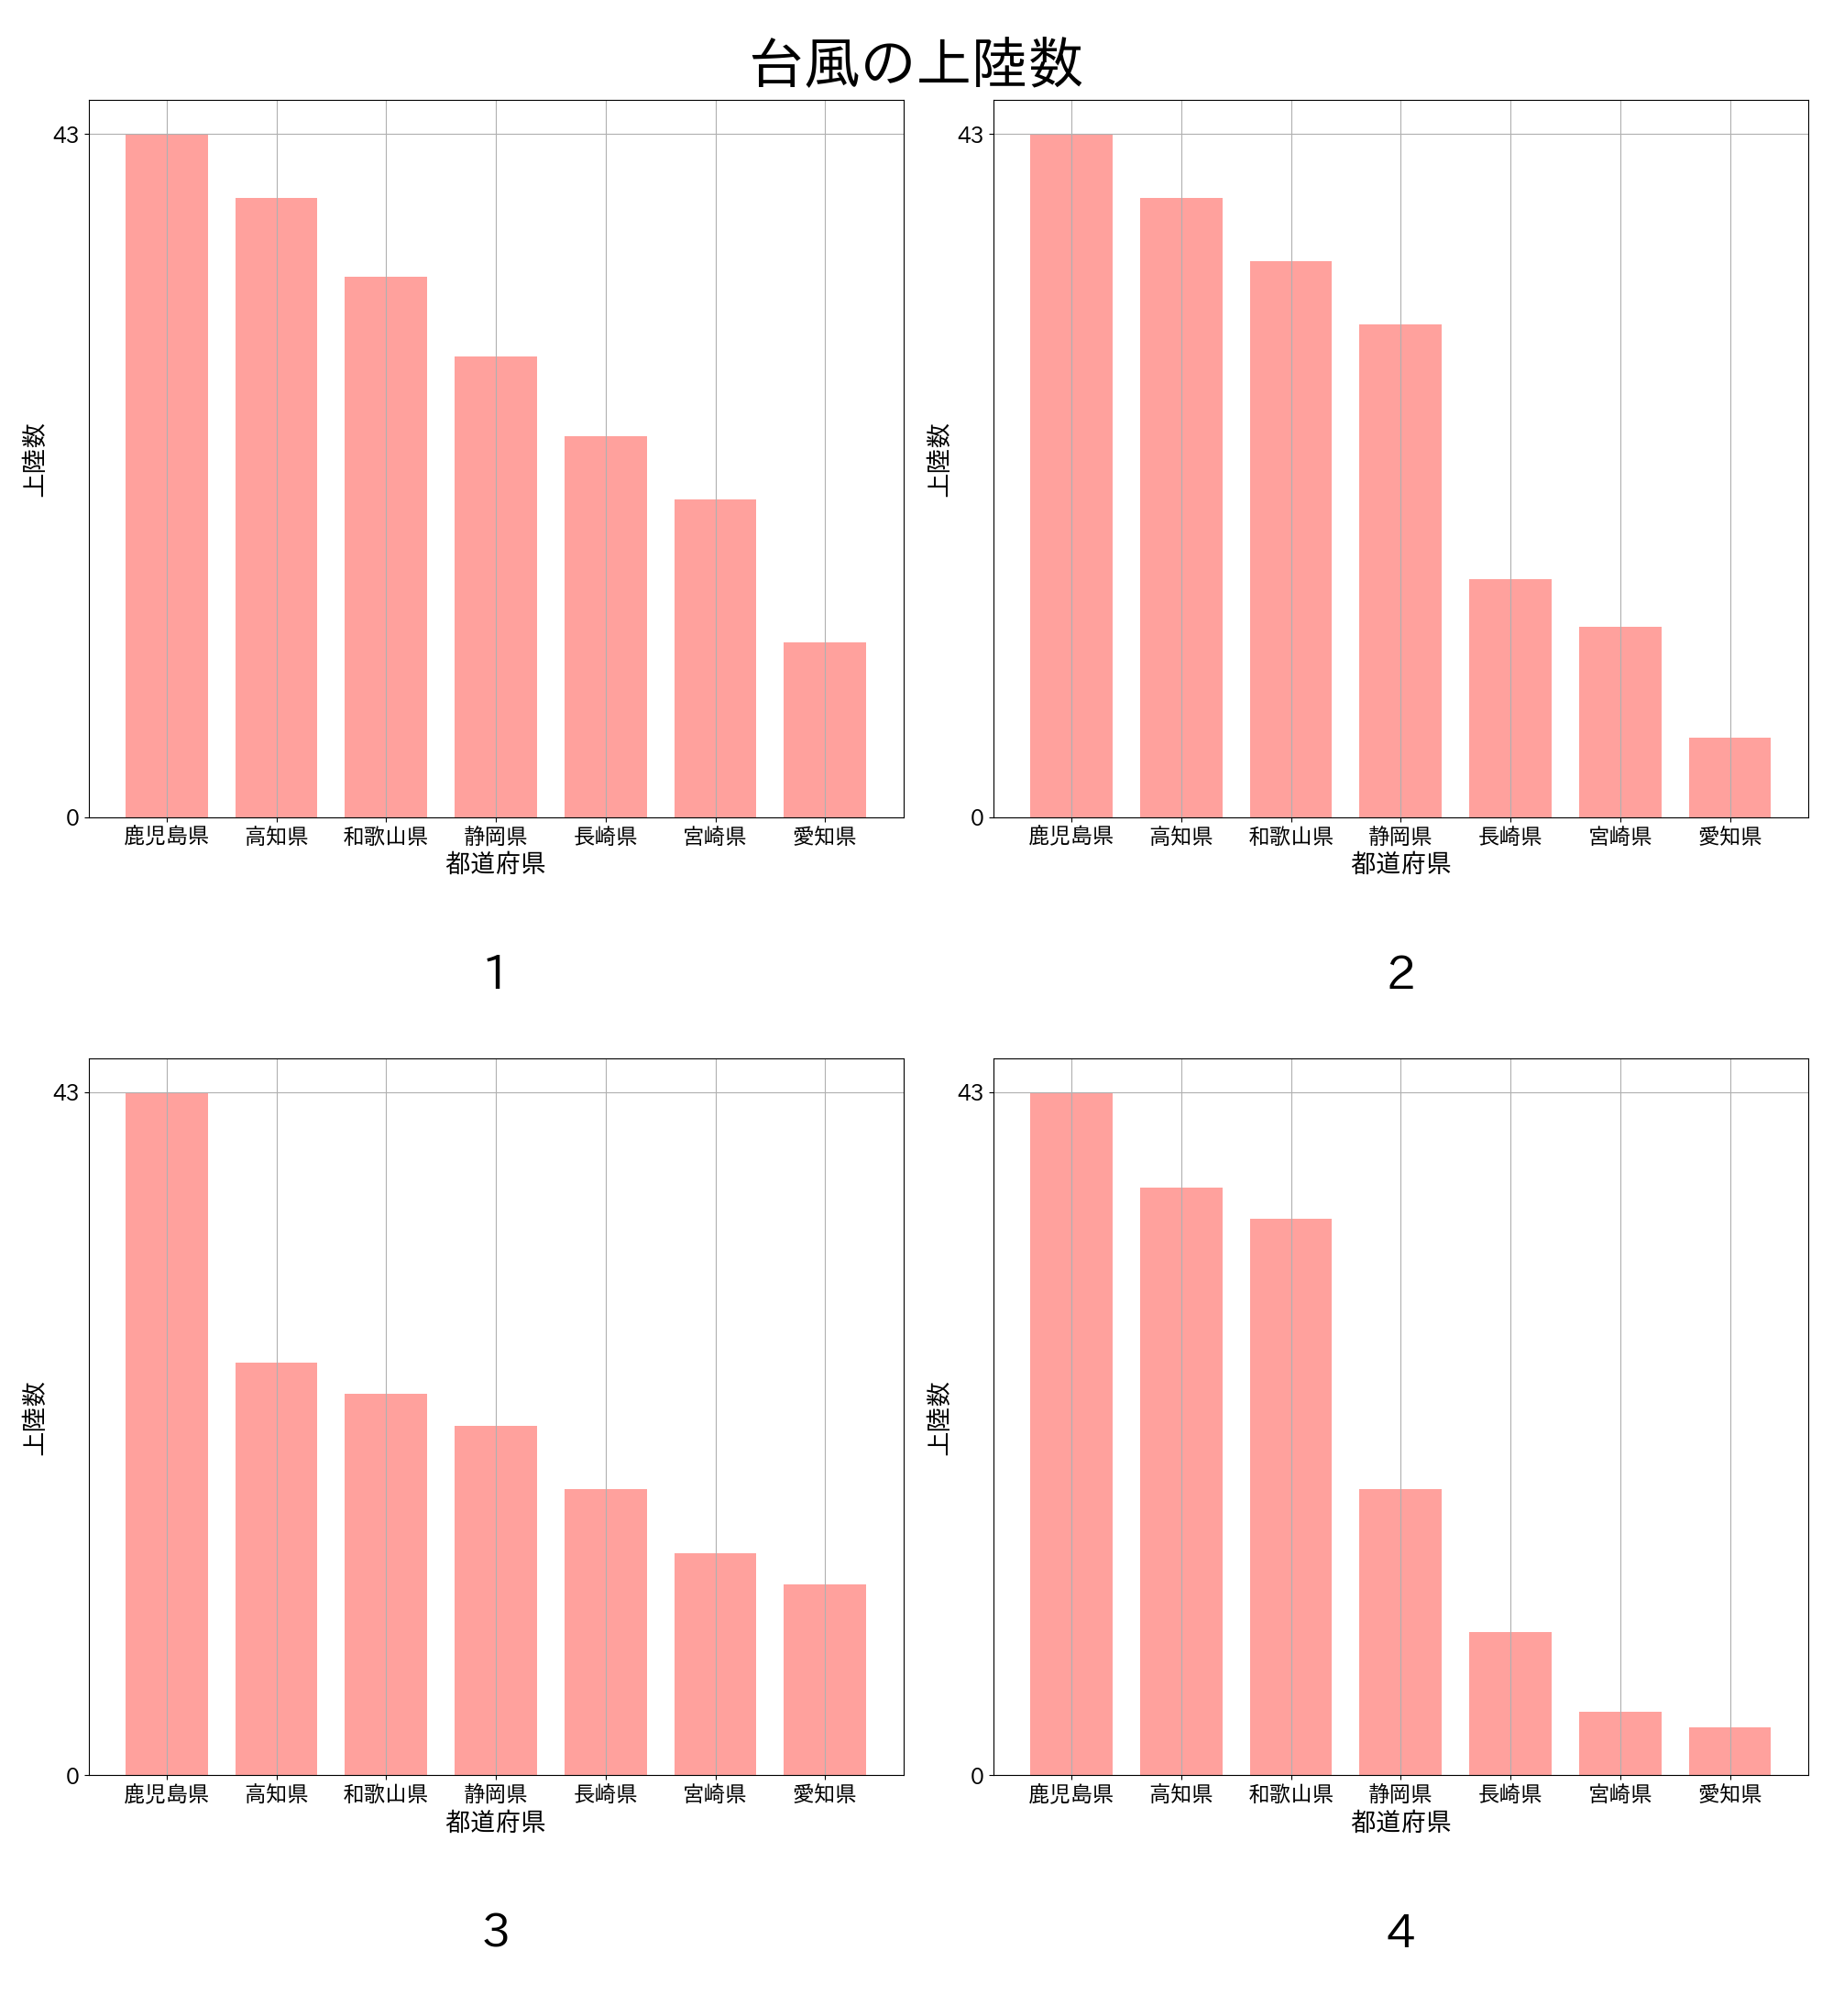 台風の上陸数
43
0
上陸数
鹿児島県 高知県 和歌山県 静岡県 長崎県 宮崎県 愛知県
都道府県
1
43
0
上陸数
鹿児島県 高知県 和歌山県 静岡県 長崎県 宮崎県 愛知県
都道府県
2
43
0
上陸数
鹿児島県 高知県 和歌山県 静岡県 長崎県 宮崎県 愛知県
都道府県
3
43
0
上陸数
鹿児島県 高知県 和歌山県 静岡県 長崎県 宮崎県 愛知県
都道府県
4